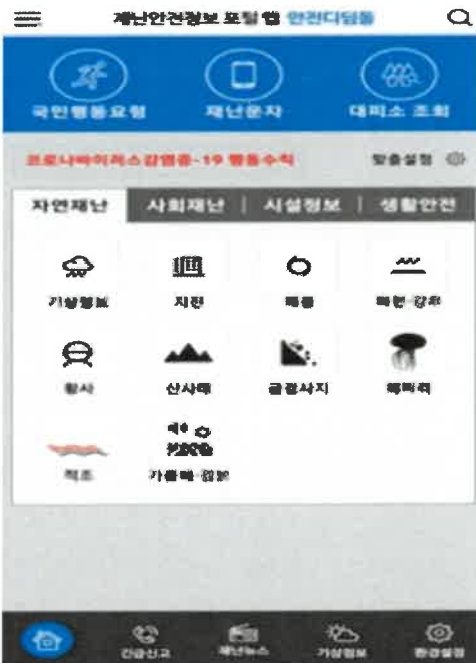 재난안전정보 포털 앱 안전디딤돌
국민행동요령 재난문자 대피소 조회
코로나바이러스감염증-19 행동수칙 맞춤설정
자연재난 사회재난 시설정보 생활안전
기상정보 지진 태풍
황사 산사태 급경사지 해파리
적조
긴급신고 재난뉴스 기상정보 환경설정